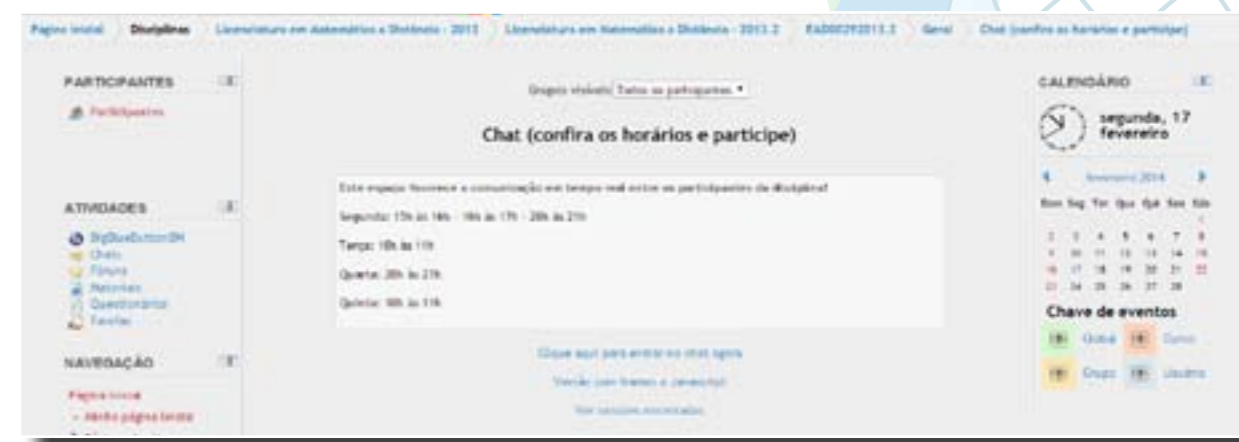 Página inicial Disciplinas Licenciatura em Matemática a Distância - 2013 Licenciatura em Matemática a Distância - 2013.2 Geral Chat (confira os horários e participe)
PARTICIPANTES
Participantes
ATIVIDADES
BigBlueButtonBN
Chats
Fóruns
Materiais
Questionários
Tarefas
NAVEGAÇÃO
Página inicial
Minha página inicial
Grupos visíveis Todos os participantes
Chat (confira os horários e participe)
Este espaço favorece a comunicação em tempo real entre os participantes da disciplina!
Segunda: 15h às 16h - 16h às 17h - 20h às 21h
Terça: 10h às 11h
Quarta: 20h às 21h
Quinta: 10h às 11h
Clique aqui para entrar no chat agora
Versão sem frames e Javascript
Ver sessões encerradas
CALENDÁRIO
segunda, 17
fevereiro
fevereiro 2014
Dom Seg Ter Qua Qui Sex Sáb
1
2 3 4 5 6 7 8
9 10 11 12 13 14 15
16 17 18 19 20 21 22
23 24 25 26 27 28
Chave de eventos
Global Curso
Grupo Usuário